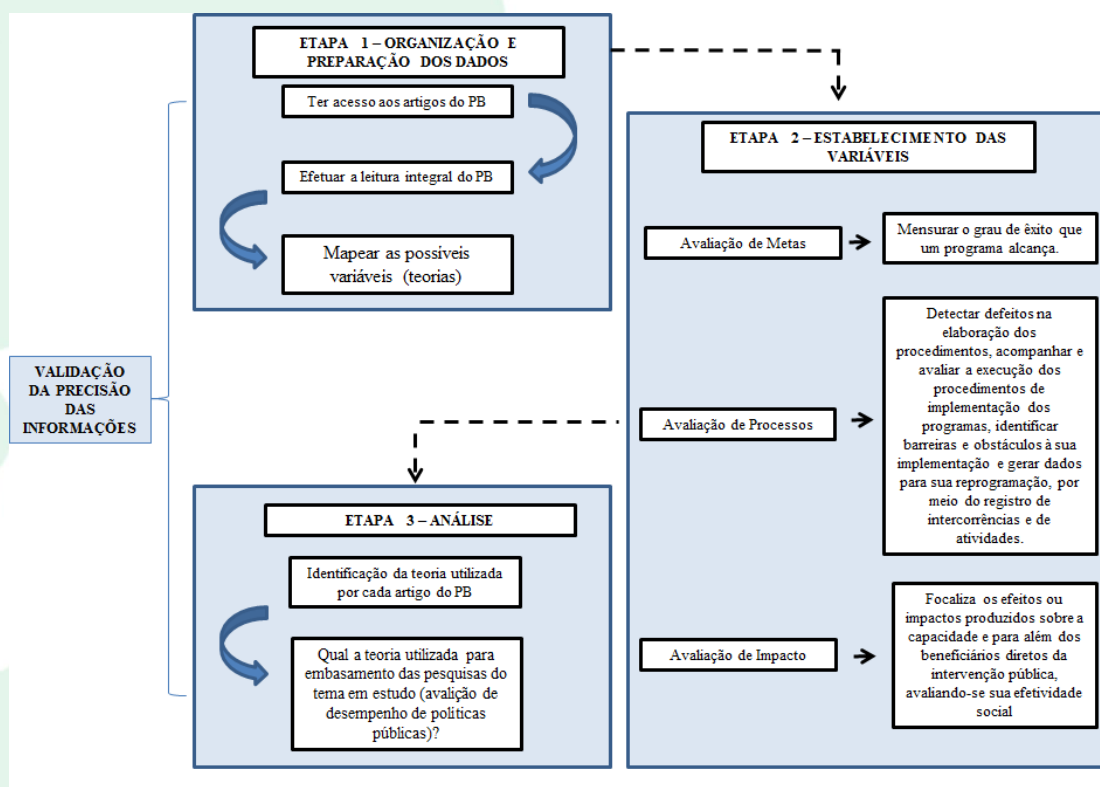 ETAPA 1 – ORGANIZAÇÃO E
PREPARAÇÃO DOS DADOS
Ter acesso aos artigos do PB
Efetuar a leitura integral do PB
Mapear as possíveis
variáveis (teorias)
VALIDAÇÃO
DA PRECISÃO
DAS
INFORMAÇÕES
ETAPA 2 – ESTABELECIMENTO DAS
VARIÁVEIS
Avaliação de Metas
Mensurar o grau de êxito que
um programa alcança.
Avaliação de Processos
Detectar defeitos na
elaboração dos
procedimentos, acompanhar e
avaliar a execução dos
procedimentos de
implementação dos
programas, identificar
barreiras e obstáculos à sua
implementação e gerar dados
para sua reprogramação, por
meio do registro de
intercorrências e de
atividades.
Avaliação de Impacto
Focaliza os efeitos ou
impactos produzidos sobre a
capacidade e para além dos
beneficiários diretos da
intervenção pública,
avaliando-se sua efetividade
social
ETAPA 3 – ANÁLISE
Identificação da teoria utilizada
por cada artigo do PB
Qual a teoria utilizada para
embasamento das pesquisas do
tema em estudo (avalição de
desempenho de políticas
públicas)?